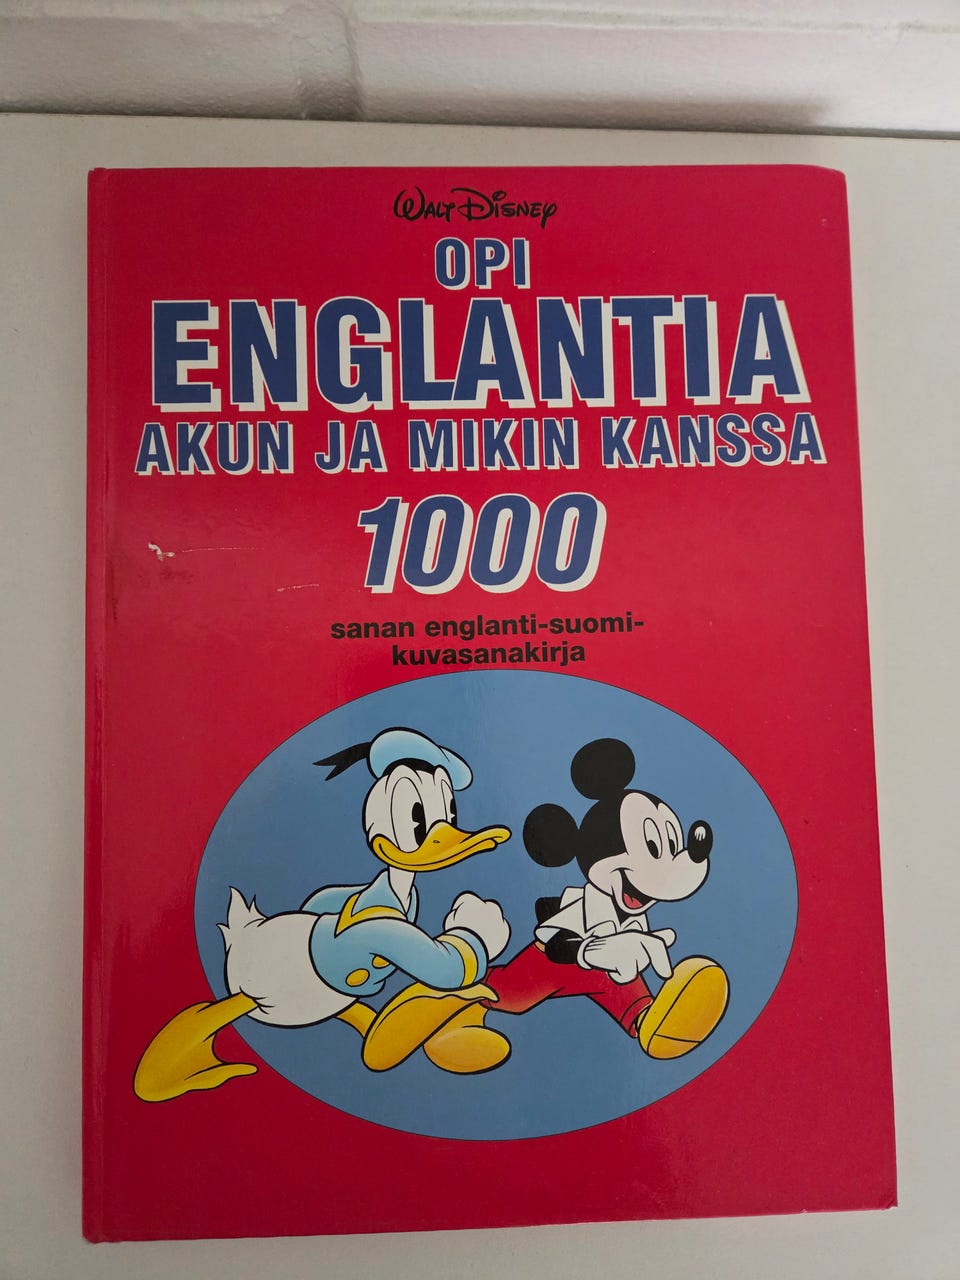 WALT DISNEY
OPI
ENGLANTIA
AKUN JA MIKIN KANSSA
1000
sanan englanti-suomi-
kuvasanakirja